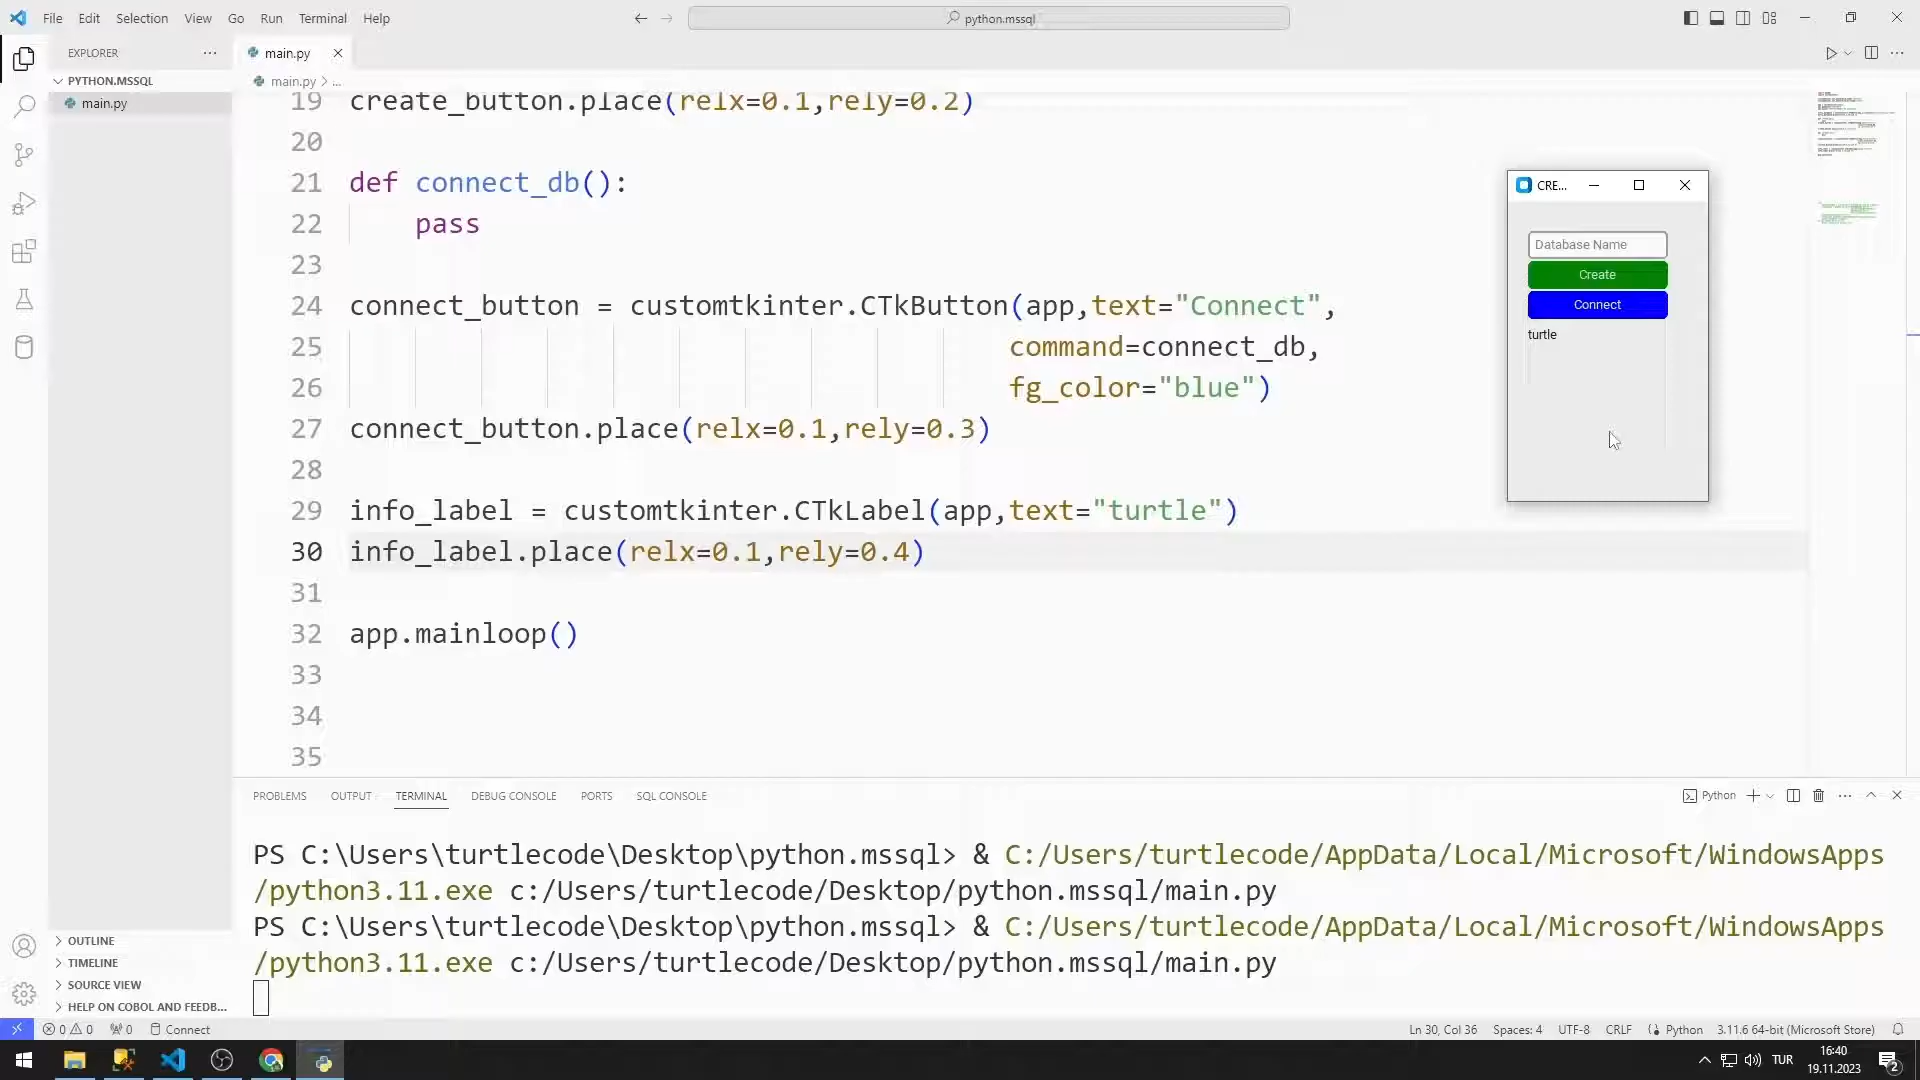 File Edit Selection View Go Run Terminal Help
python.mssql
EXPLORER
main.py
PYTHON.MSSQL
main.py
main.py > ...
19 create_button.place(relx=0.1,rely=0.2)
20
21 def connect_db():
22 pass
23
24 connect_button = customtkinter.CTkButton(app,text="Connect",
25 command=connect_db,
26 fg_color="blue")
27 connect_button.place(relx=0.1,rely=0.3)
28
29 info_label = customtkinter.CTkLabel(app,text="turtle")
30 info_label.place(relx=0.1,rely=0.4)
31
32 app.mainloop()
33
34
35
CRE...
Database Name
Create
Connect
turtle
PROBLEMS OUTPUT TERMINAL DEBUG CONSOLE PORTS SQL CONSOLE
Python
PS C:\Users\turtlecode\Desktop\python.mssql> & C:/Users/turtlecode/AppData/Local/Microsoft/WindowsApps
/python3.11.exe c:/Users/turtlecode/Desktop/python.mssql/main.py
PS C:\Users\turtlecode\Desktop\python.mssql> & C:/Users/turtlecode/AppData/Local/Microsoft/WindowsApps
/python3.11.exe c:/Users/turtlecode/Desktop/python.mssql/main.py
OUTLINE
TIMELINE
SOURCE VIEW
HELP ON COBOL AND FEEDB...
0 0 0 Connect
Ln 30, Col 36 Spaces: 4 UTF-8 CRLF Python 3.11.6 64-bit (Microsoft Store)
TUR
16:40
19.11.2023
2